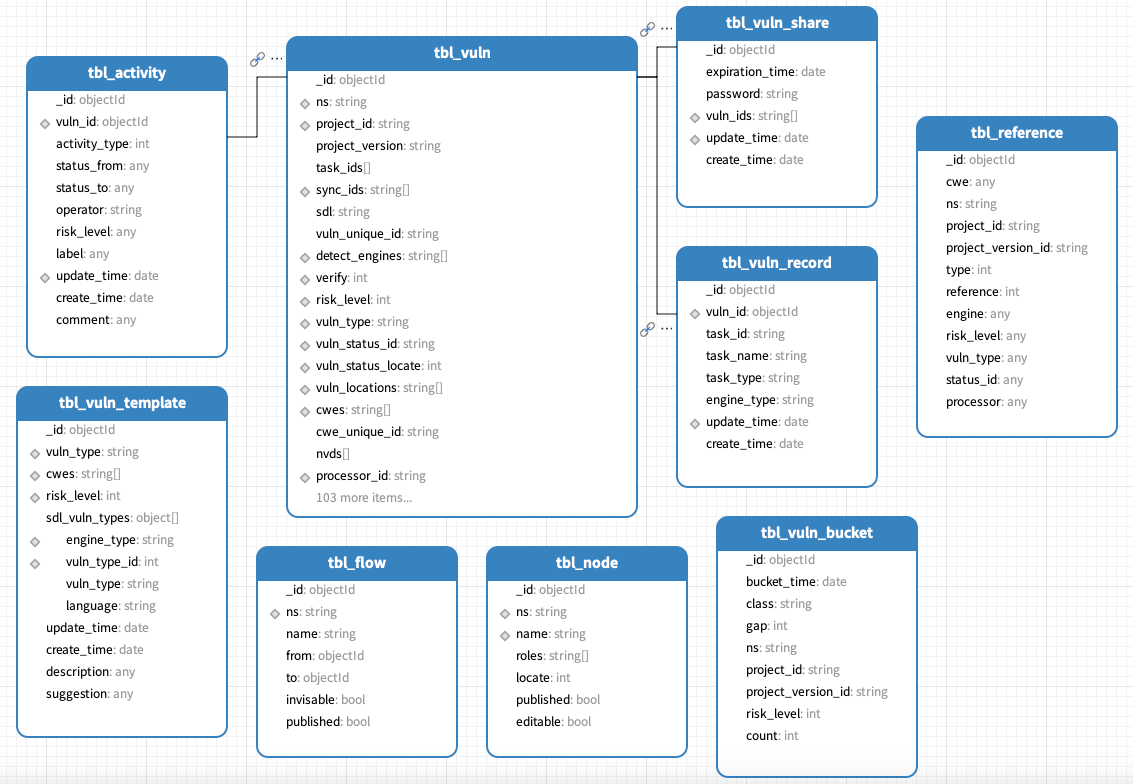 tbl_activity
_id: objectId
vuln_id: objectId
activity_type: int
status_from: any
status_to: any
operator: string
risk_level: any
label: any
update_time: date
create_time: date
comment: any
tbl_vuln
_id: objectId
ns: string
project_id: string
project_version: string
task_ids[]
sync_ids: string[]
sdl: string
vuln_unique_id: string
detect_engines: string[]
verify: int
risk_level: int
vuln_type: string
vuln_status_id: string
vuln_status_locate: int
vuln_locations: string[]
cwes: string[]
cwe_unique_id: string
nvds[]
processor_id: string
103 more items...
tbl_vuln_share
_id: objectId
expiration_time: date
password: string
vuln_ids: string[]
update_time: date
create_time: date
tbl_reference
_id: objectId
cwe: any
ns: string
project_id: string
project_version_id: string
type: int
reference: int
engine: any
risk_level: any
vuln_type: any
status_id: any
processor: any
tbl_vuln_record
_id: objectId
vuln_id: objectId
task_id: string
task_name: string
task_type: string
engine_type: string
update_time: date
create_time: date
tbl_vuln_template
_id: objectId
vuln_type: string
cwes: string[]
risk_level: int
sdl_vuln_types: object[]
engine_type: string
vuln_type_id: int
vuln_type: string
language: string
update_time: date
create_time: date
description: any
suggestion: any
tbl_flow
_id: objectId
ns: string
name: string
from: objectId
to: objectId
invisable: bool
published: bool
tbl_node
_id: objectId
ns: string
name: string
roles: string[]
locate: int
published: bool
editable: bool
tbl_vuln_bucket
_id: objectId
bucket_time: date
class: string
gap: int
ns: string
project_id: string
project_version_id: string
risk_level: int
count: int